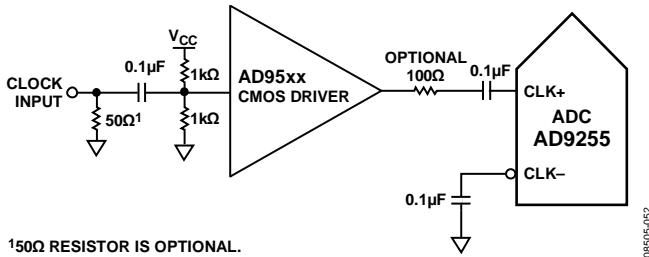 V_CC
0.1µF
1kΩ
AD95xx
CMOS DRIVER
OPTIONAL
100Ω
0.1µF
CLOCK
INPUT
50Ω¹
1kΩ
CLK+
ADC
AD9255
CLK–
0.1µF
¹50Ω RESISTOR IS OPTIONAL.
08505-052